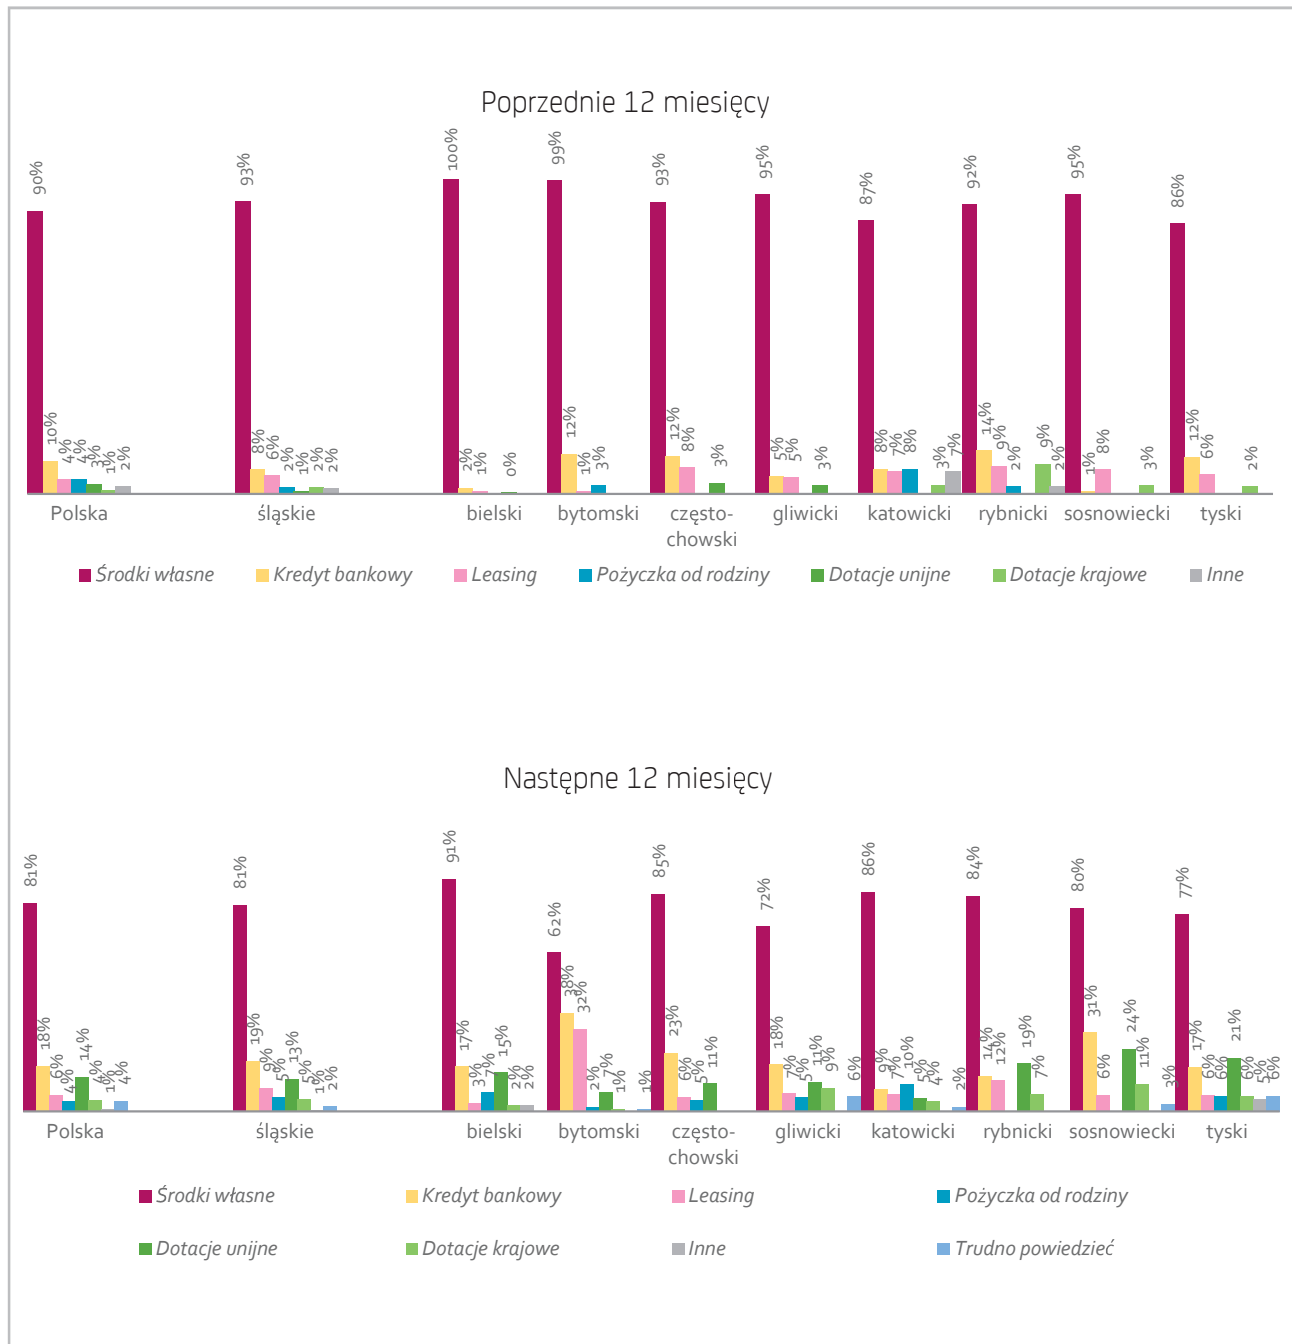 Poprzednie 12 miesięcy
90% 10% 4% 4% 3% 1% 2%
93% 8% 6% 2% 1% 2% 2%
100% 2% 1% 0%
99% 12% 1% 3%
93% 12% 8% 3%
95% 5% 5% 3%
87% 8% 7% 8% 3% 7%
92% 14% 9% 2% 9% 2%
95% 1% 8% 3%
86% 12% 6% 2%
Polska śląskie bielski bytomski często- gliwicki katowicki rybnicki sosnowiecki tyski
chowski
Środki własne Kredyt bankowy Leasing Pożyczka od rodziny Dotacje unijne Dotacje krajowe Inne
Następne 12 miesięcy
81% 18% 6% 4% 14% 4% 1% 4%
81% 19% 9% 5% 13% 5% 1% 2%
91% 17% 3% 7% 15% 2% 2%
62% 38% 32% 2% 7% 1% 1%
85% 23% 6% 5% 11%
72% 18% 7% 5% 11% 9% 6%
86% 9% 7% 10% 5% 4% 2%
84% 14% 12% 19% 7%
80% 31% 6% 24% 11% 3%
77% 17% 6% 6% 21% 6% 5% 6%
Polska śląskie bielski bytomski często- gliwicki katowicki rybnicki sosnowiecki tyski
chowski
Środki własne Kredyt bankowy Leasing Pożyczka od rodziny
Dotacje unijne Dotacje krajowe Inne Trudno powiedzieć